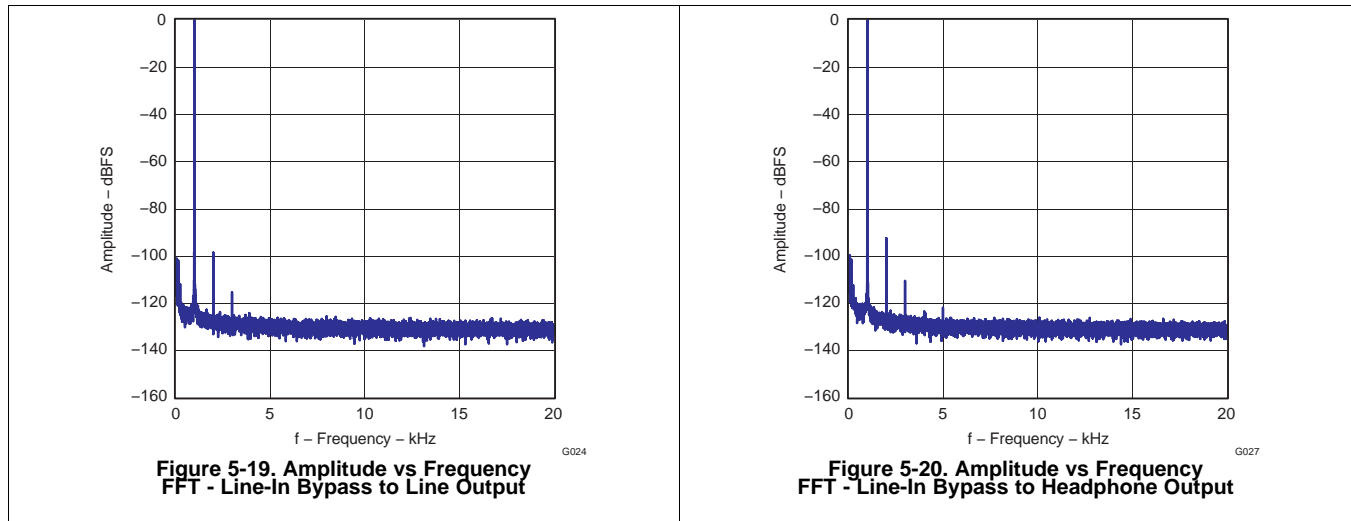 0
–20
–40
–60
–80
–100
–120
–140
–160
Amplitude – dBFS
0 5 10 15 20
f – Frequency – kHz
G024
Figure 5-19. Amplitude vs Frequency
FFT - Line-In Bypass to Line Output
0
–20
–40
–60
–80
–100
–120
–140
–160
Amplitude – dBFS
0 5 10 15 20
f – Frequency – kHz
G027
Figure 5-20. Amplitude vs Frequency
FFT - Line-In Bypass to Headphone Output